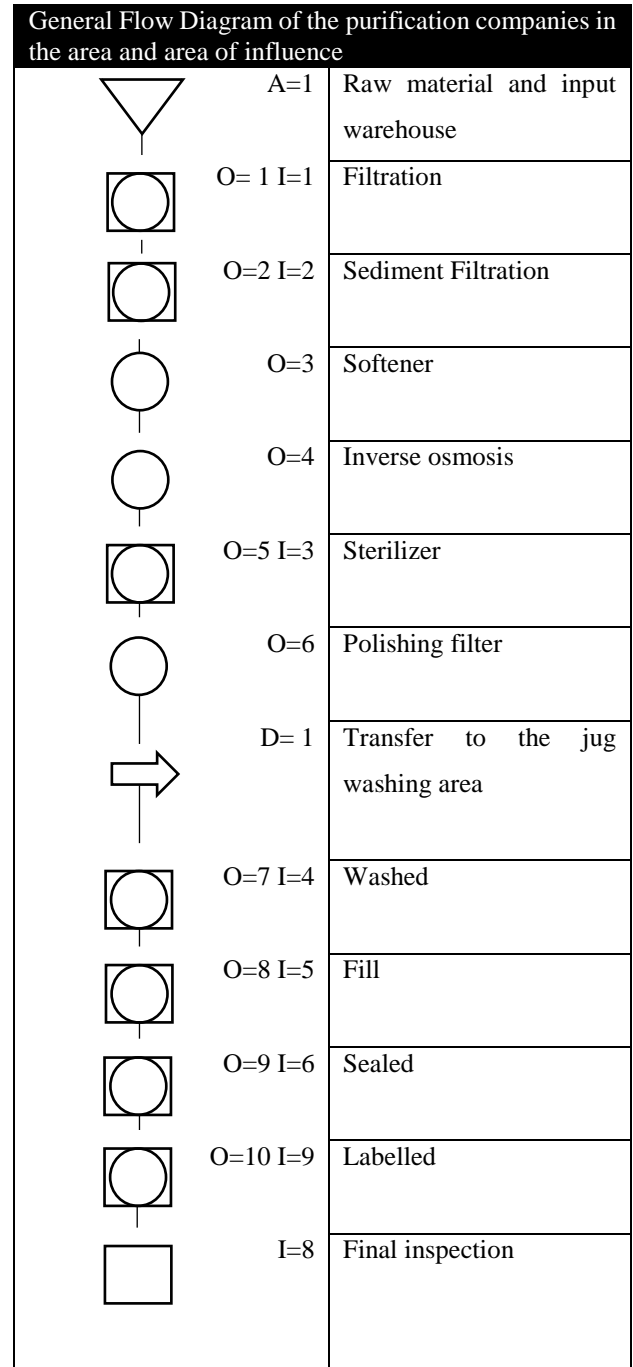 General Flow Diagram of the purification companies in
the area and area of influence
A=1 Raw material and input
warehouse
O= 1 I=1 Filtration
O=2 I=2 Sediment Filtration
O=3 Softener
O=4 Inverse osmosis
O=5 I=3 Sterilizer
O=6 Polishing filter
D= 1 Transfer to the jug
washing area
O=7 I=4 Washed
O=8 I=5 Fill
O=9 I=6 Sealed
O=10 I=9 Labelled
I=8 Final inspection